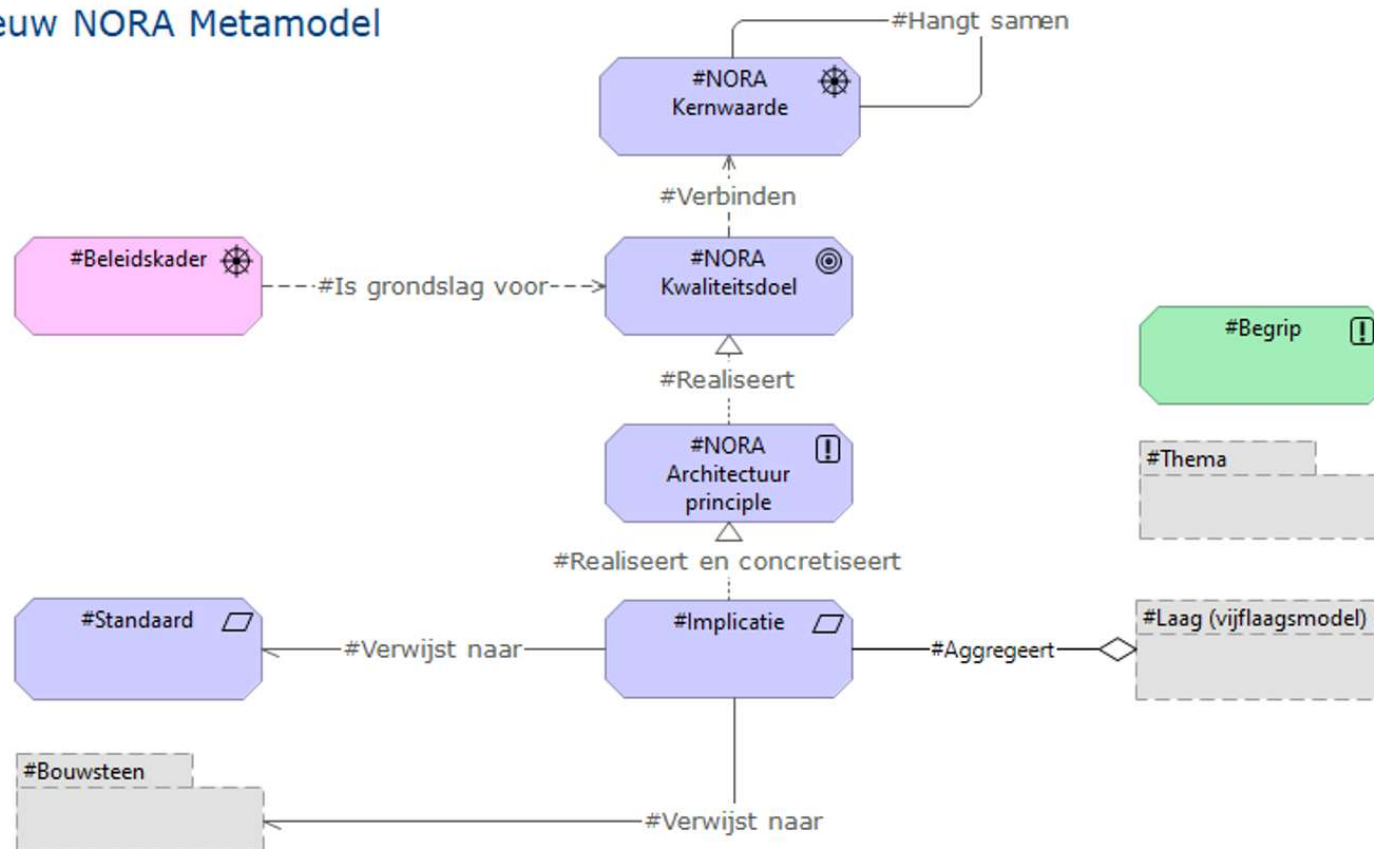 euw NORA Metamodel
#Hangt samen
#NORA
Kernwaarde
#Verbinden
#Beleidskader
#Is grondslag voor
#NORA
Kwaliteitsdoel
#Begrip
#Realiseert
#NORA
Architectuur
principle
#Thema
#Realiseert en concretiseert
#Standaard
#Verwijst naar
#Implicatie
#Aggregeert
#Laag (vijflaagsmodel)
#Bouwsteen
#Verwijst naar